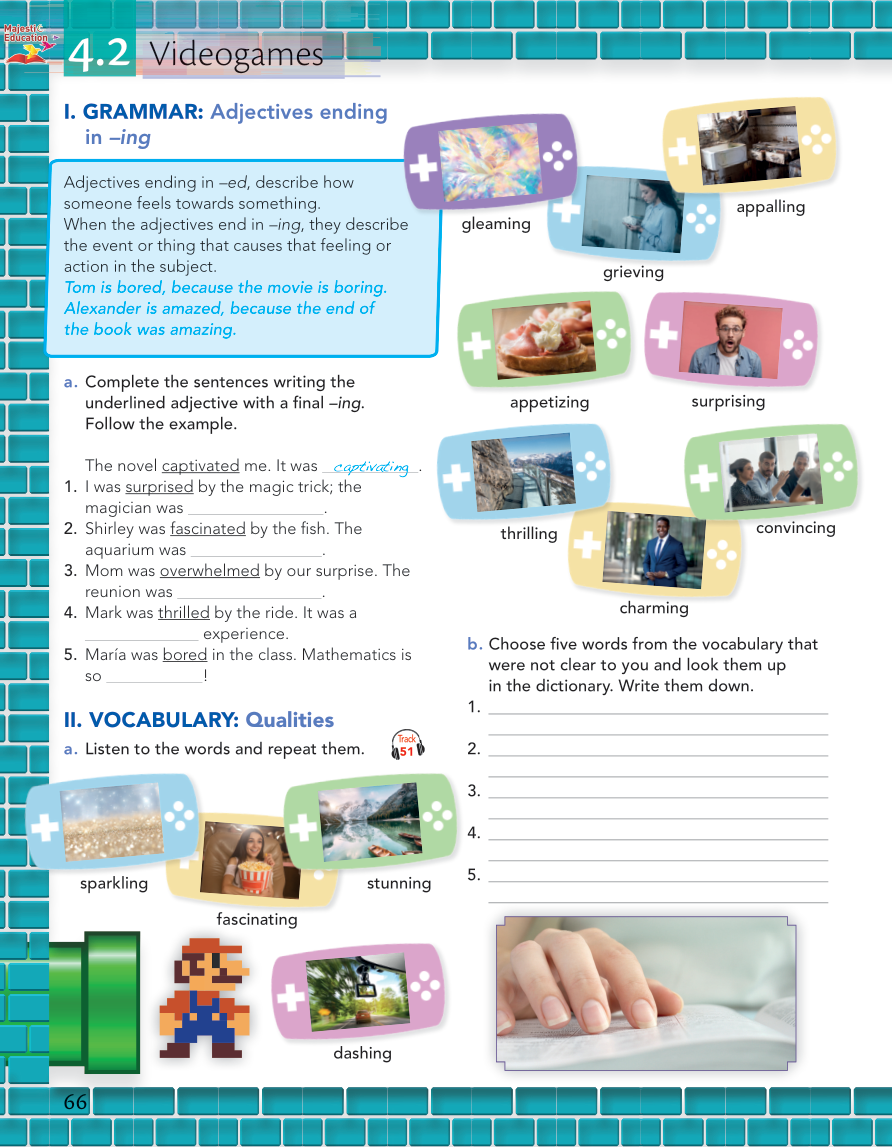 Majestic Education
4.2 Videogames
I. GRAMMAR: Adjectives ending
in –ing
Adjectives ending in –ed, describe how
someone feels towards something.
When the adjectives end in –ing, they describe
the event or thing that causes that feeling or
action in the subject.
Tom is bored, because the movie is boring.
Alexander is amazed, because the end of
the book was amazing.
a. Complete the sentences writing the
underlined adjective with a final –ing.
Follow the example.
The novel captivated me. It was captivating.
1. I was surprised by the magic trick; the
magician was ____________.
2. Shirley was fascinated by the fish. The
aquarium was ____________.
3. Mom was overwhelmed by our surprise. The
reunion was ____________.
4. Mark was thrilled by the ride. It was a
____________ experience.
5. María was bored in the class. Mathematics is
so ____________!
II. VOCABULARY: Qualities
a. Listen to the words and repeat them.
Track
51
sparkling
stunning
fascinating
dashing
gleaming
appalling
grieving
appetizing
surprising
thrilling
convincing
charming
b. Choose five words from the vocabulary that
were not clear to you and look them up
in the dictionary. Write them down.
1.
2.
3.
4.
5.
66